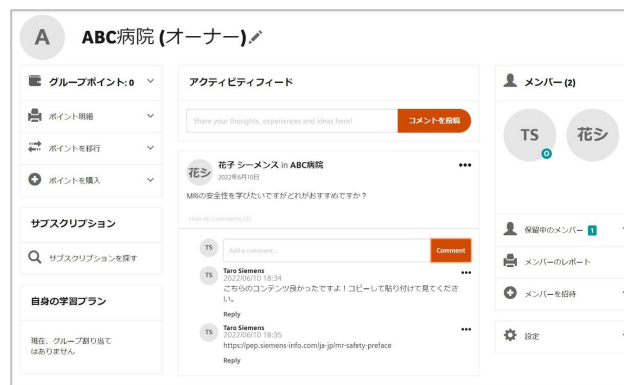 A
ABC病院 (オーナー)
グループポイント: 0
ポイント明細
ポイントを移行
ポイントを購入
サブスクリプション
サブスクリプションを探す
自身の学習プラン
現在、グループ割り当て
はありません
アクティビティフィード
Share your thoughts, experiences and ideas here!
コメントを投稿
花シ
花子 シーメンス in ABC病院
2022年6月10日
MRIの安全性を学びたいですがどれがおすすめですか？
Hide All Comments (2)
TS
Add a comment...
Comment
TS
Taro Siemens
2022/06/10 18:34
こちらのコンテンツ良かったですよ！コピーして貼り付けて見てくださ
い。
Reply
TS
Taro Siemens
2022/06/10 18:35
https://pep.siemens-info.com/ja-jp/mr-safety-preface
Reply
メンバー (2)
TS
O
花シ
保留中のメンバー 1
メンバーのレポート
メンバーを招待
設定